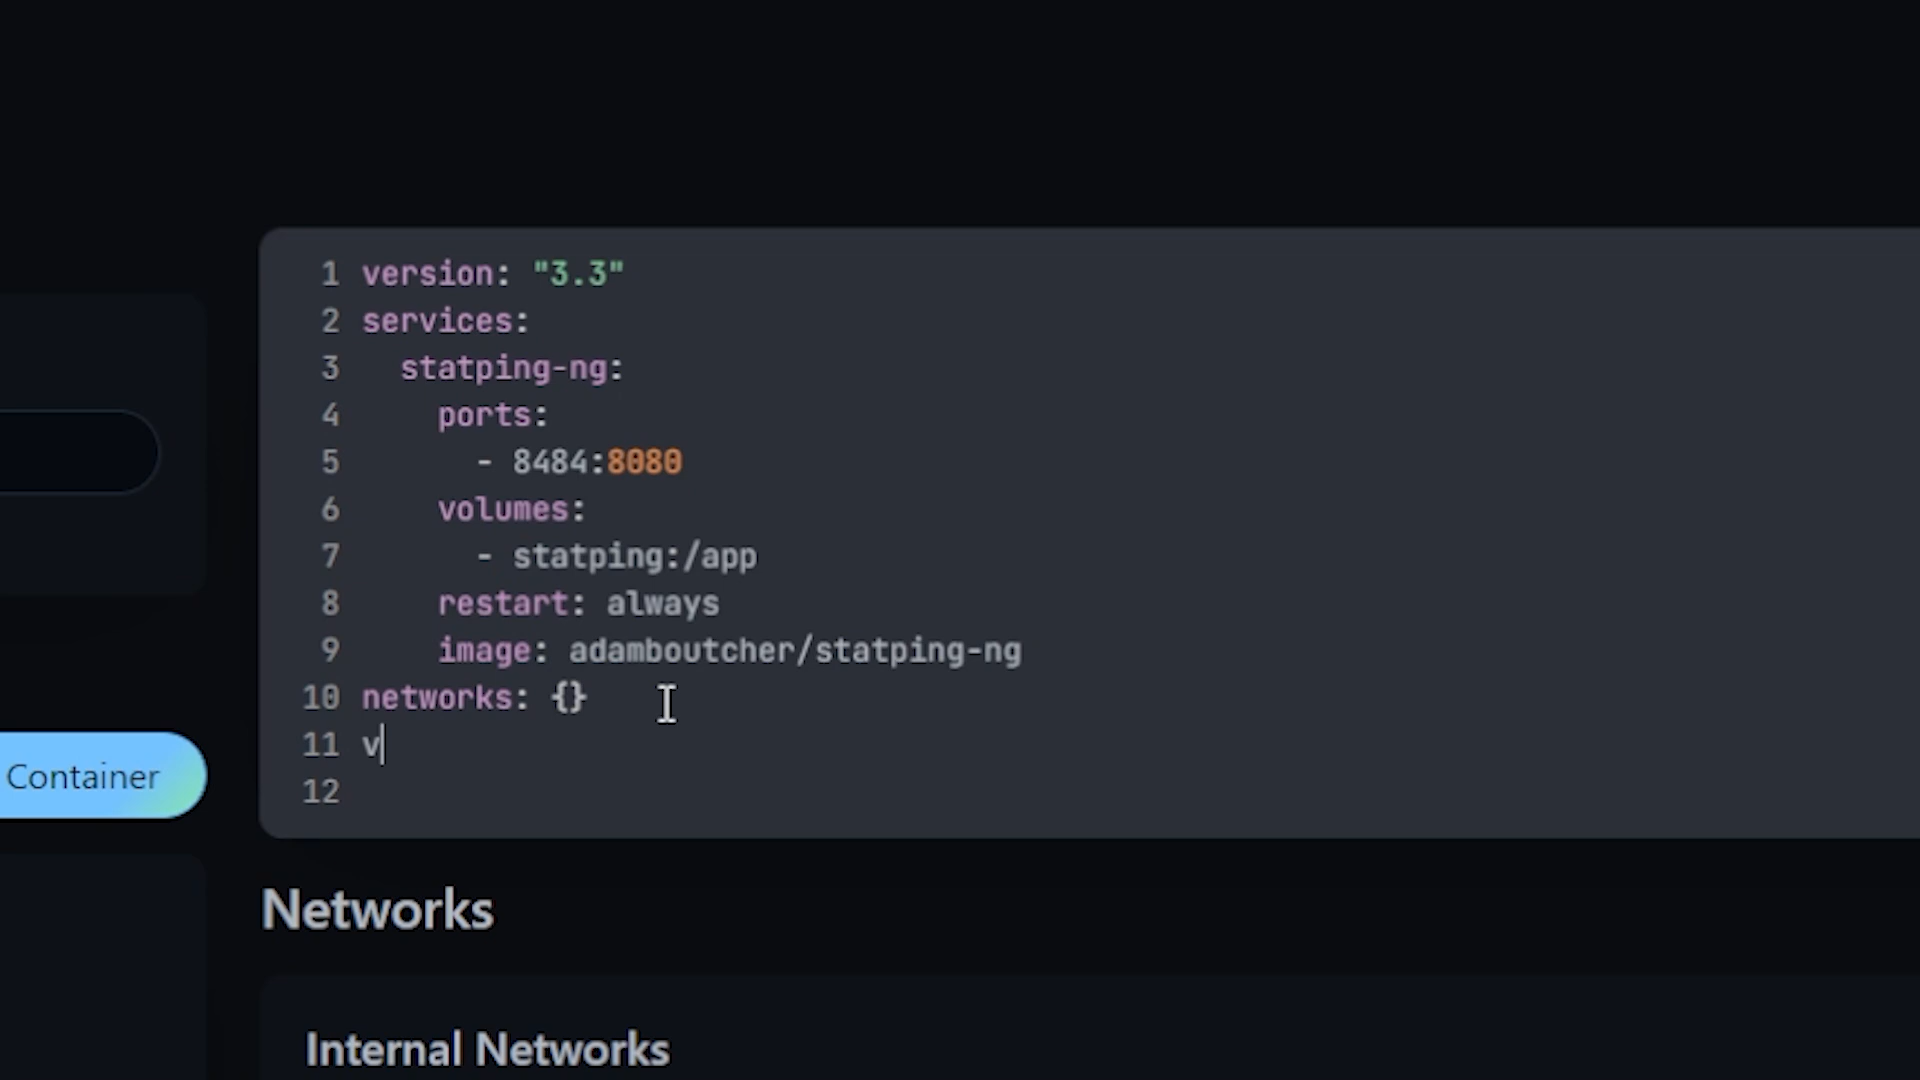 1 version: "3.3"
2 services:
3   statping-ng:
4     ports:
5       - 8484:8080
6     volumes:
7       - statping:/app
8     restart: always
9     image: adamboutcher/statping-ng
10 networks: {}
11 v
12
Container
Networks
Internal Networks